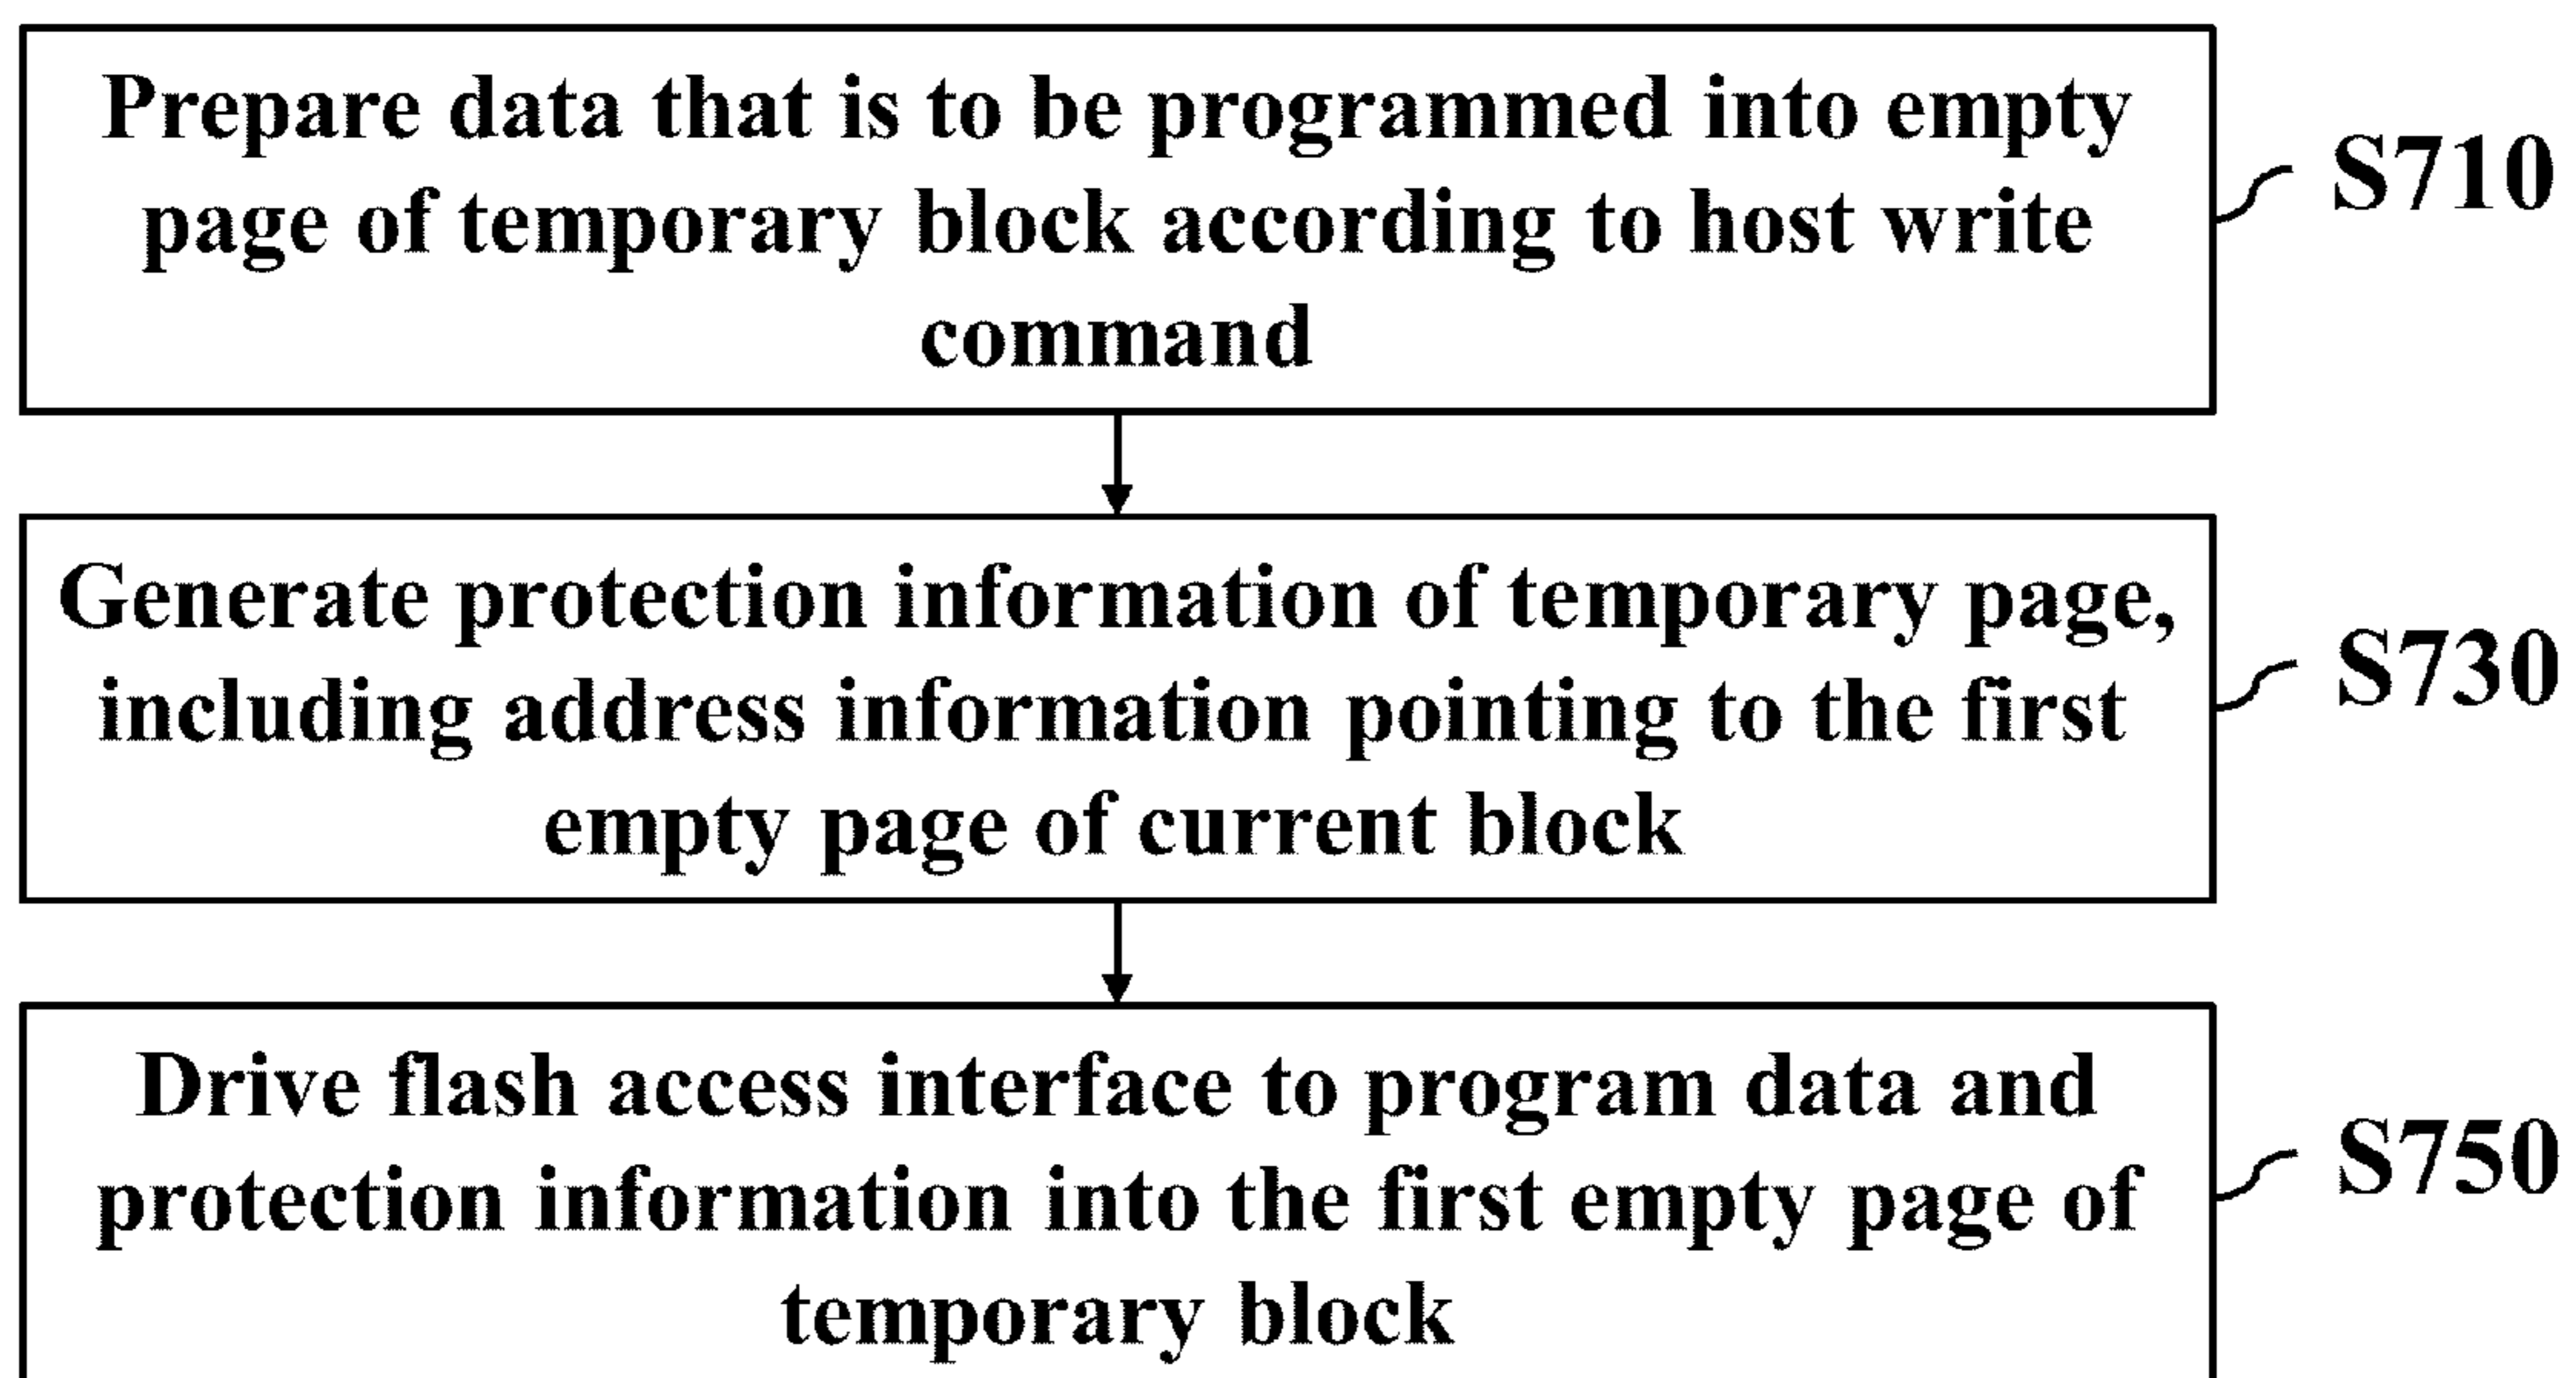 Prepare data that is to be programmed into empty
page of temporary block according to host write
command
S710
Generate protection information of temporary page,
including address information pointing to the first
empty page of current block
S730
Drive flash access interface to program data and
protection information into the first empty page of
temporary block
S750